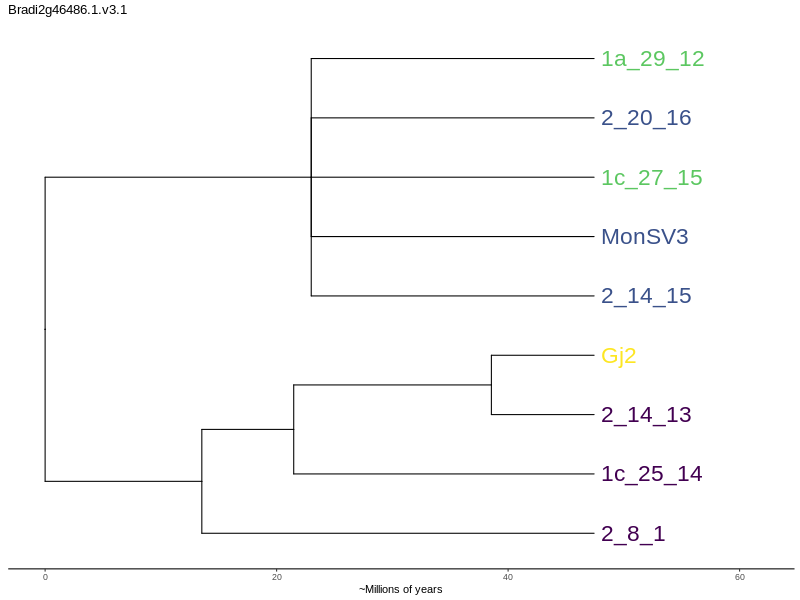 Bradi2g46486.1.v3.1
1a_29_12
2_20_16
1c_27_15
MonSV3
2_14_15
Gj2
2_14_13
1c_25_14
2_8_1
0 20 40 60
~Millions of years